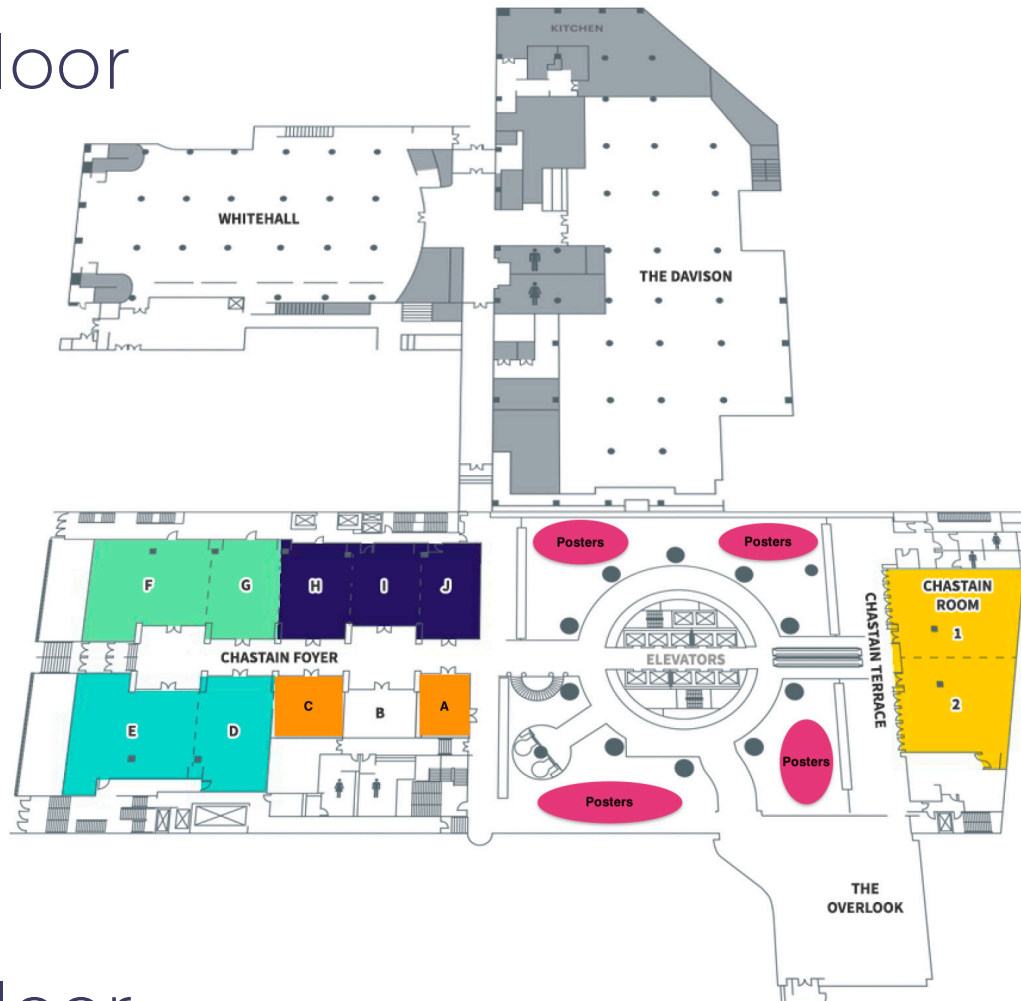 loor
KITCHEN
WHITEHALL
THE DAVISON
Posters
Posters
F
G
H
I
J
CHASTAIN
ROOM
1
2
CHASTAIN TERRACE
CHASTAIN FOYER
ELEVATORS
E
D
C
B
A
Posters
Posters
THE
OVERLOOK
loor